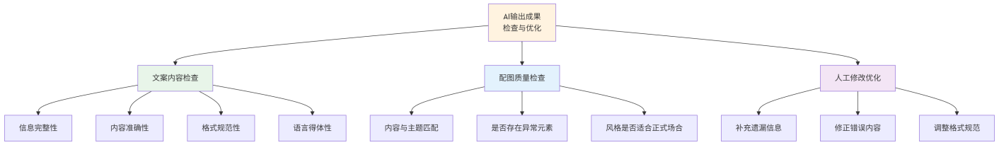 AI输出成果
检查与优化
文案内容检查
配图质量检查
人工修改优化
信息完整性
内容准确性
格式规范性
语言得体性
内容与主题匹配
是否存在异常元素
风格是否适合正式场合
补充遗漏信息
修正错误内容
调整格式规范